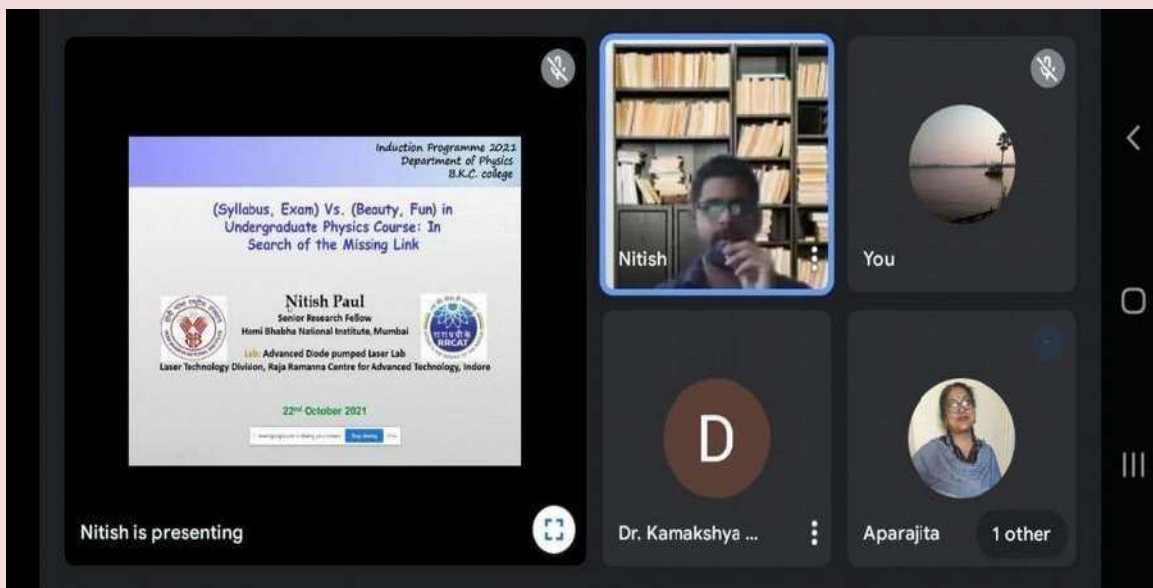 Induction Programme 2021
Department of Physics
B.K.C. college
(Syllabus, Exam) Vs. (Beauty, Fun) in
Undergraduate Physics Course: In
Search of the Missing Link
Nitish Paul
Senior Research Fellow
Homi Bhabha National Institute, Mumbai
Lab: Advanced Diode pumped Laser Lab
Laser Technology Division, Raja Ramanna Centre for Advanced Technology, Indore
RRCAT
22nd October 2021
Stop sharing
Nitish is presenting
Nitish
You
D
Dr. Kamakshya ...
Aparajita
1 other